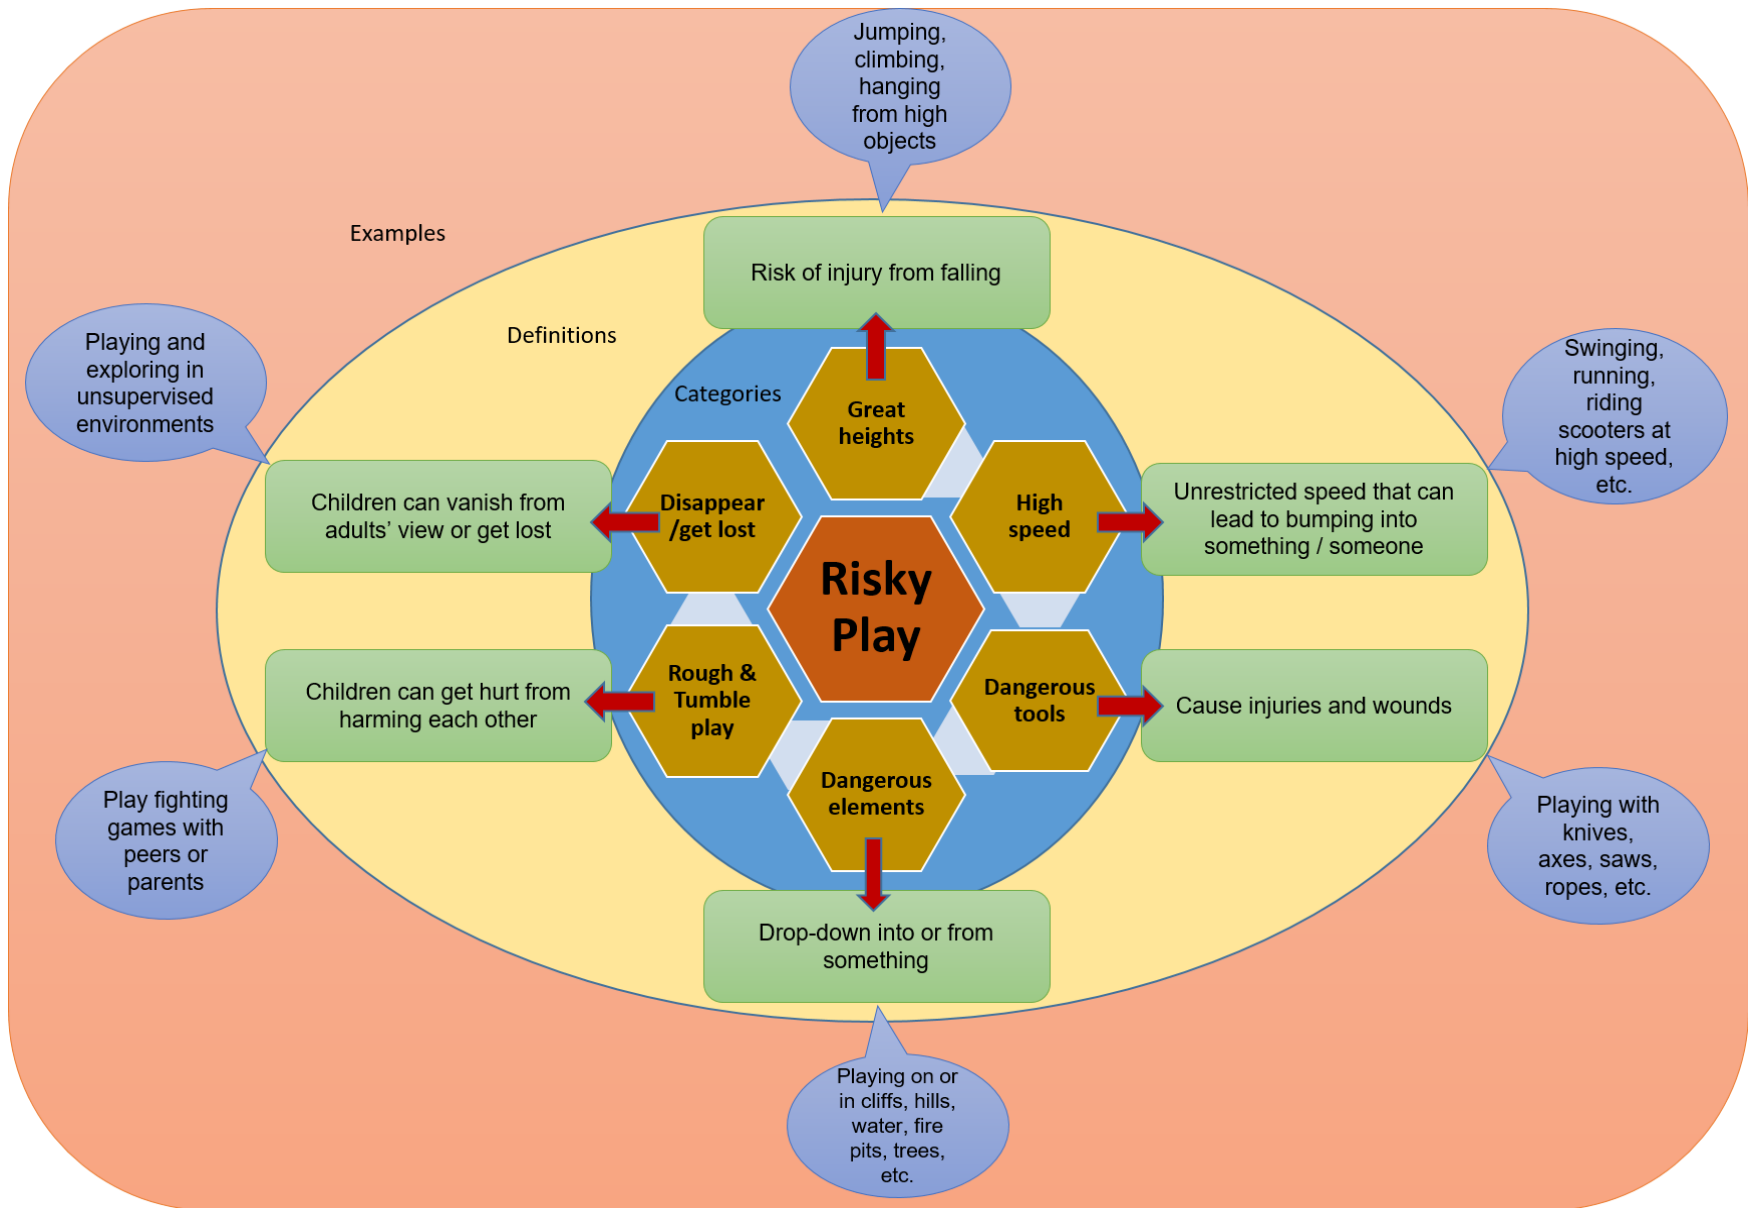 Jumping,
climbing,
hanging
from high
objects
Examples
Risk of injury from falling
Definitions
Playing and
exploring in
unsupervised
environments
Swinging,
running,
riding
scooters at
high speed,
etc.
Categories
Great
heights
Children can vanish from
adults’ view or get lost
Disappear
/get lost
High
speed
Unrestricted speed that can
lead to bumping into
something / someone
Risky
Play
Children can get hurt from
harming each other
Rough &
Tumble
play
Dangerous
tools
Cause injuries and wounds
Dangerous
elements
Play fighting
games with
peers or
parents
Playing with
knives,
axes, saws,
ropes, etc.
Drop-down into or from
something
Playing on or
in cliffs, hills,
water, fire
pits, trees,
etc.